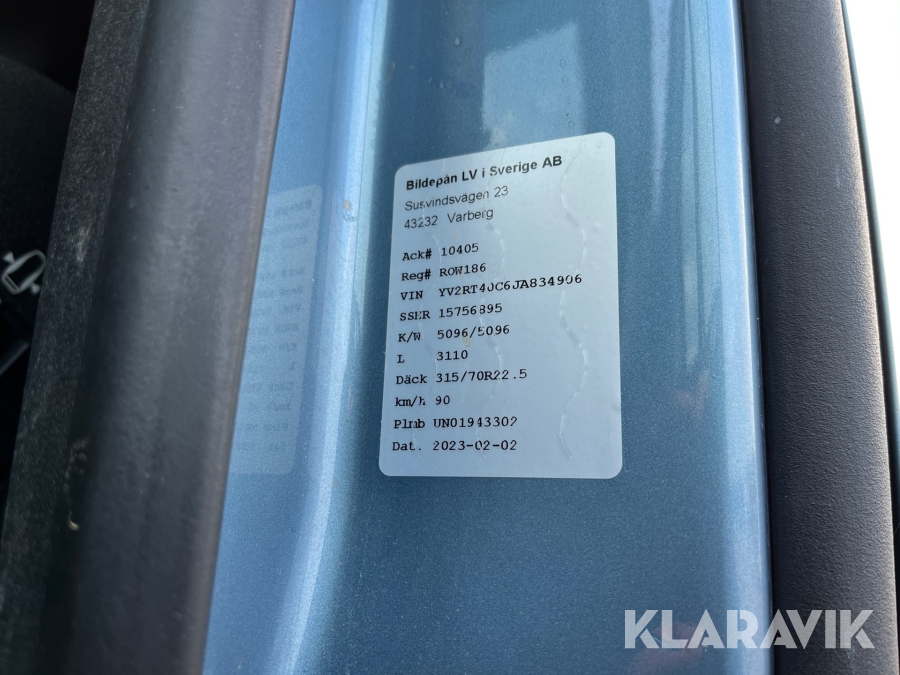 Bildepån LV i Sverige AB
Susvindsvägen 23
43232 Varberg
Ack# 10405
Reg# ROW186
VIN YV2RT40C6JA834906
SSER 15756895
K/W 5096/5096
L 3110
Däck 315/70R22.5
km/h 90
Plmb UN01943302
Dat. 2023-02-02
KLARAVIK